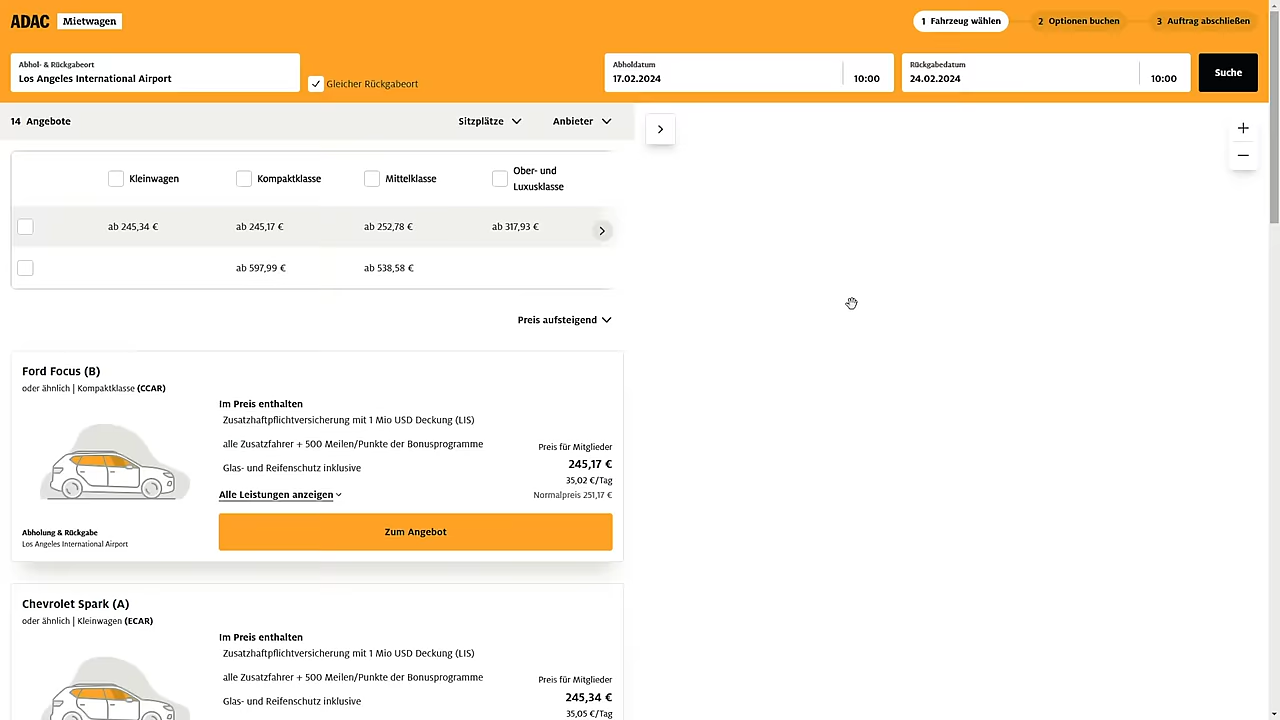 ADAC Mietwagen
1 Fahrzeug wählen
2 Optionen buchen
3 Auftrag abschließen
Abhol- & Rückgabeort
Los Angeles International Airport
Gleicher Rückgabeort
Abholdatum
17.02.2024
10:00
Rückgabedatum
24.02.2024
10:00
Suche
14 Angebote
Sitzplätze
Anbieter
Kleinwagen
Kompaktklasse
Mittelklasse
Ober- und
Luxusklasse
ab 245,34 €
ab 245,17 €
ab 252,78 €
ab 317,93 €
ab 597,99 €
ab 538,58 €
Preis aufsteigend
Ford Focus (B)
oder ähnlich | Kompaktklasse (CCAR)
Im Preis enthalten
Zusatzhaftpflichtversicherung mit 1 Mio USD Deckung (LIS)
alle Zusatzfahrer + 500 Meilen/Punkte der Bonusprogramme
Glas- und Reifenschutz inklusive
Alle Leistungen anzeigen
Preis für Mitglieder
245,17 €
35,02 €/Tag
Normalpreis 251,17 €
Abholung & Rückgabe
Los Angeles International Airport
Zum Angebot
Chevrolet Spark (A)
oder ähnlich | Kleinwagen (ECAR)
Im Preis enthalten
Zusatzhaftpflichtversicherung mit 1 Mio USD Deckung (LIS)
alle Zusatzfahrer + 500 Meilen/Punkte der Bonusprogramme
Glas- und Reifenschutz inklusive
Preis für Mitglieder
245,34 €
35,05 €/Tag